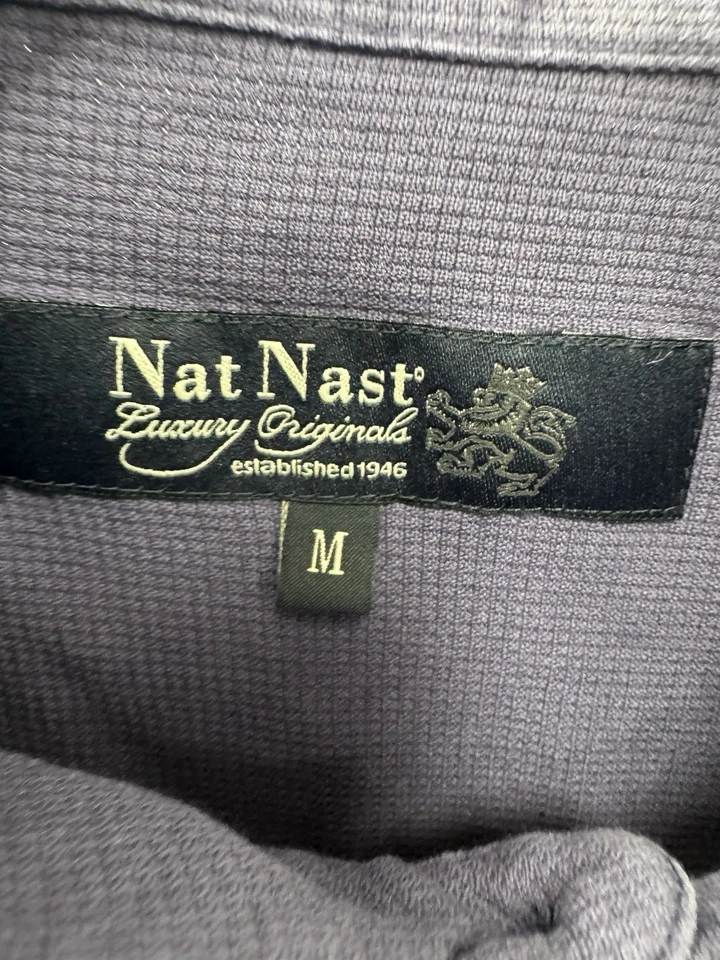 Nat Nast®
Luxury Originals
established 1946
M